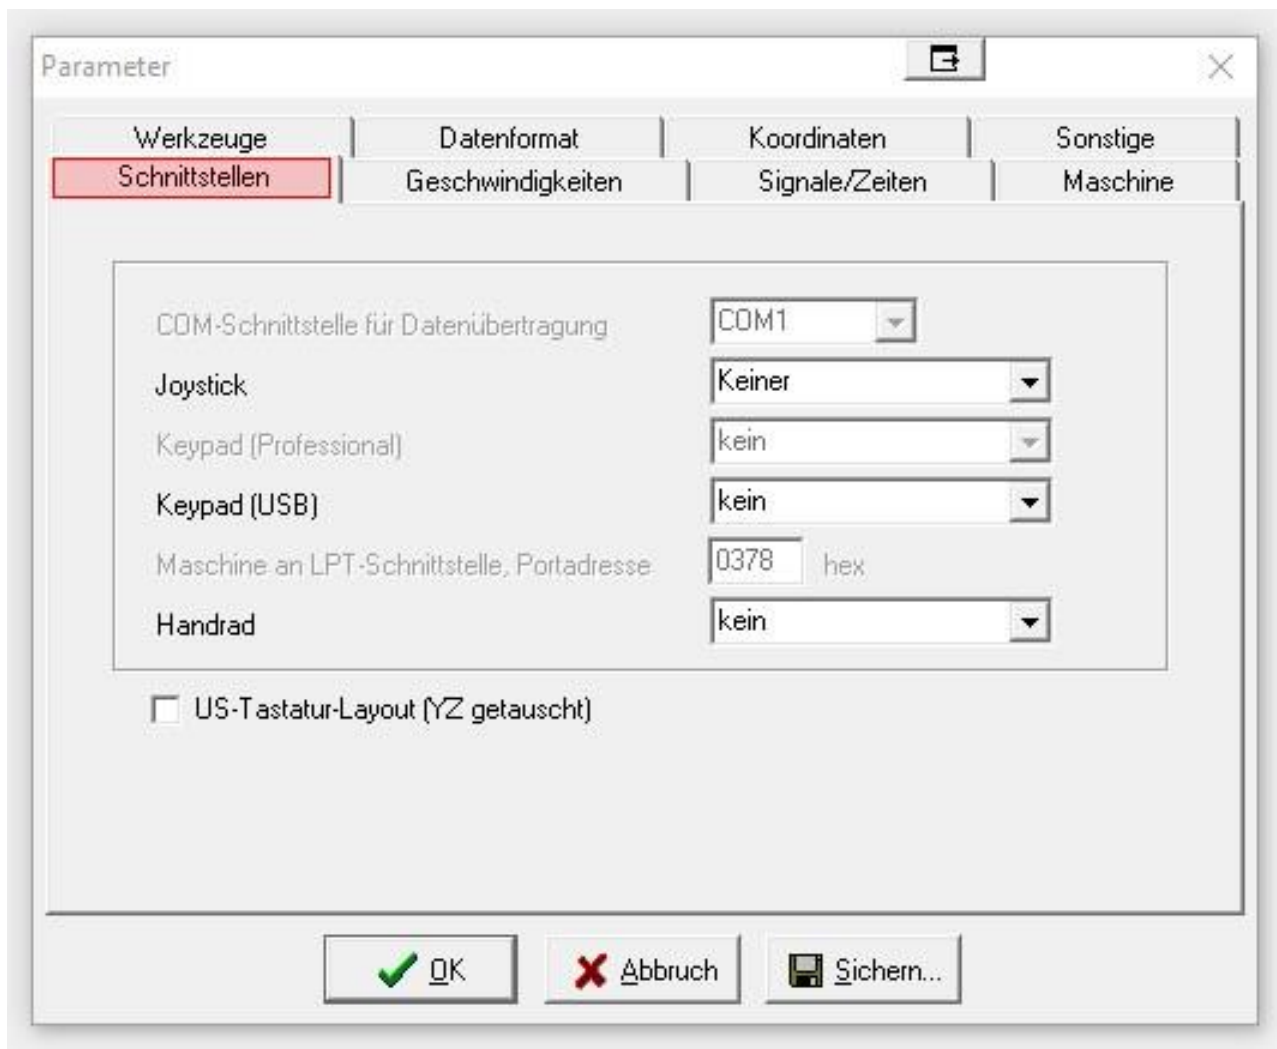 Parameter
Werkzeuge Datenformat Koordinaten Sonstige
Schnittstellen Geschwindigkeiten Signale/Zeiten Maschine
COM-Schnittstelle für Datenübertragung COM1
Joystick Keiner
Keypad (Professional) kein
Keypad (USB) kein
Maschine an LPT-Schnittstelle, Portadresse 0378 hex
Handrad kein
US-Tastatur-Layout (YZ getauscht)
OK Abbruch Sichern...